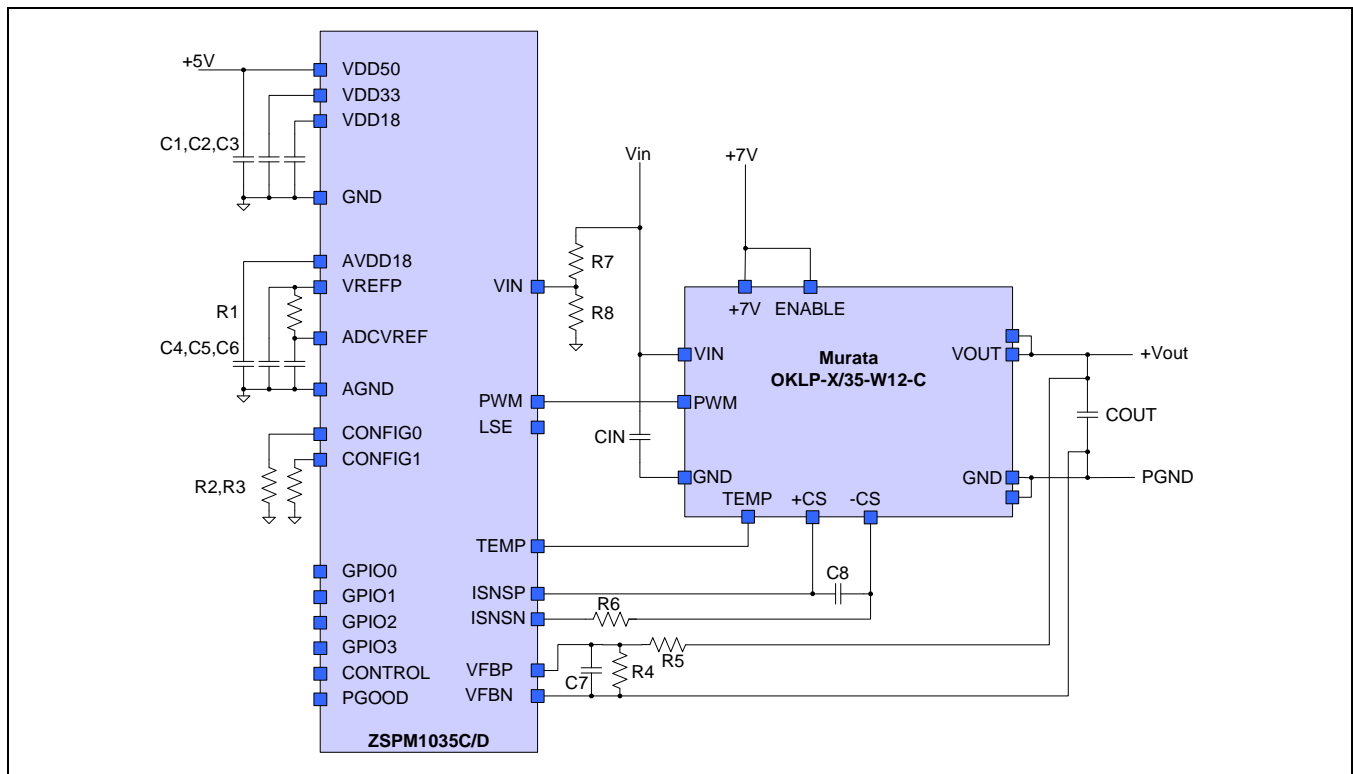 +5V
VDD50
VDD33
VDD18
C1,C2,C3
GND
AVDD18
VREFP
R1
ADCVREF
C4,C5,C6
AGND
CONFIG0
CONFIG1
R2,R3
GPIO0
GPIO1
GPIO2
GPIO3
CONTROL
PGOOD
VIN
PWM
LSE
TEMP
ISNSP
ISNSN
VFBP
VFBN
ZSPM1035C/D
Vin
+7V
R7
R8
CIN
+7V
ENABLE
VIN
Murata
OKLP-X/35-W12-C
VOUT
+Vout
PWM
COUT
GND
GND
PGND
TEMP
+CS
-CS
C8
R6
R5
C7
R4